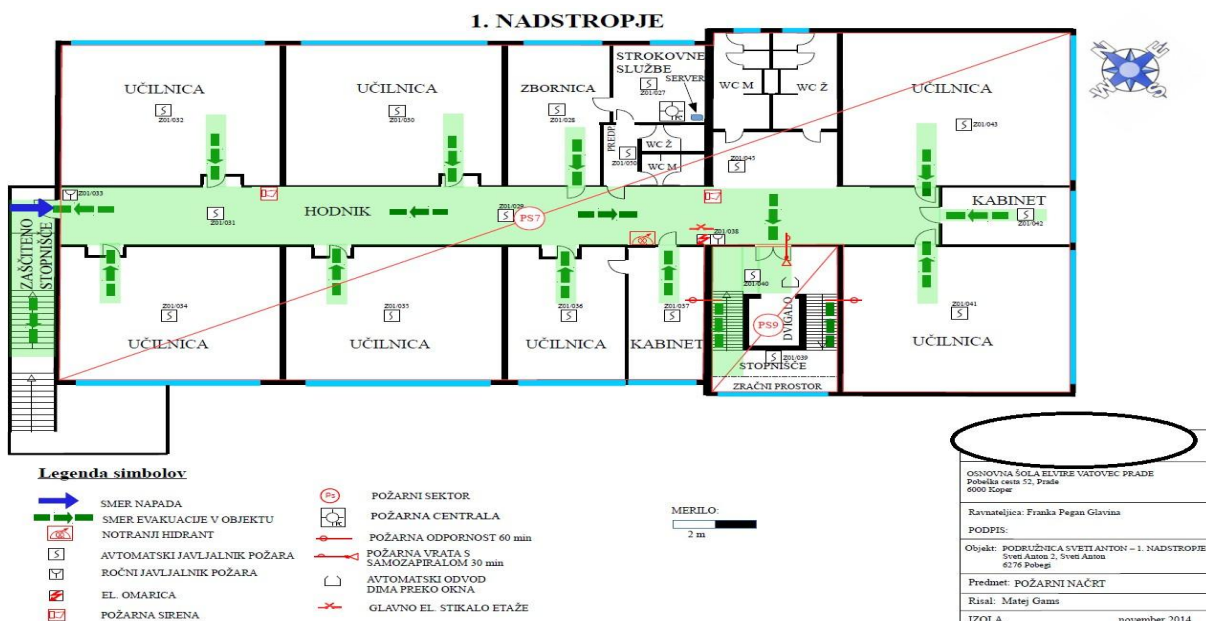 1. NADSTROPJE
STROKOVNE
SLUŽBE
SERVER
Z01/027
UČILNICA
S
Z01/032
UČILNICA
S
Z01/030
ZBORNICA
S
Z01/028
WC M
WC Ž
UČILNICA
S
Z01/043
PREDP.
WC Ž
S
Z01/050
WC M
S
Z01/045
Z01/033
S
Z01/031
HODNIK
S
Z01/029
PS7
KABINET
S
Z01/042
Z01/038
ZAŠČITENO
STOPNIŠČE
Z01/034
S
UČILNICA
Z01/035
S
UČILNICA
Z01/036
S
UČILNICA
Z01/037
S
KABINET
S
Z01/040
DVIGALO
PS9
S
Z01/039
STOPNIŠČE
ZRAČNI PROSTOR
Z01/041
S
UČILNICA
Legenda simbolov
SMER NAPADA
SMER EVAKUACIJE V OBJEKTU
NOTRANJI HIDRANT
S AVTOMATSKI JAVLJALNIK POŽARA
ROČNI JAVLJALNIK POŽARA
EL. OMARICA
POŽARNA SIRENA
Ps POŽARNI SEKTOR
POŽARNA CENTRALA
POŽARNA ODPORNOST 60 min
POŽARNA VRATA S
SAMOZAPIRALOM 30 min
AVTOMATSKI ODVOD
DIMA PREKO OKNA
GLAVNO EL. STIKALO ETAŽE
MERILO:
2 m
OSNOVNA ŠOLA ELVIRE VATOVEC PRADE
Pobeška cesta 52, Prade
6000 Koper
Ravnateljica: Franka Pegan Glavina
PODPIS:
Objekt: PODRUŽNICA SVETI ANTON – 1. NADSTROPJE
Sveti Anton 2, Sveti Anton
6276 Pobegi
Predmet: POŽARNI NAČRT
Risal: Matej Gams
IZOLA november 2014